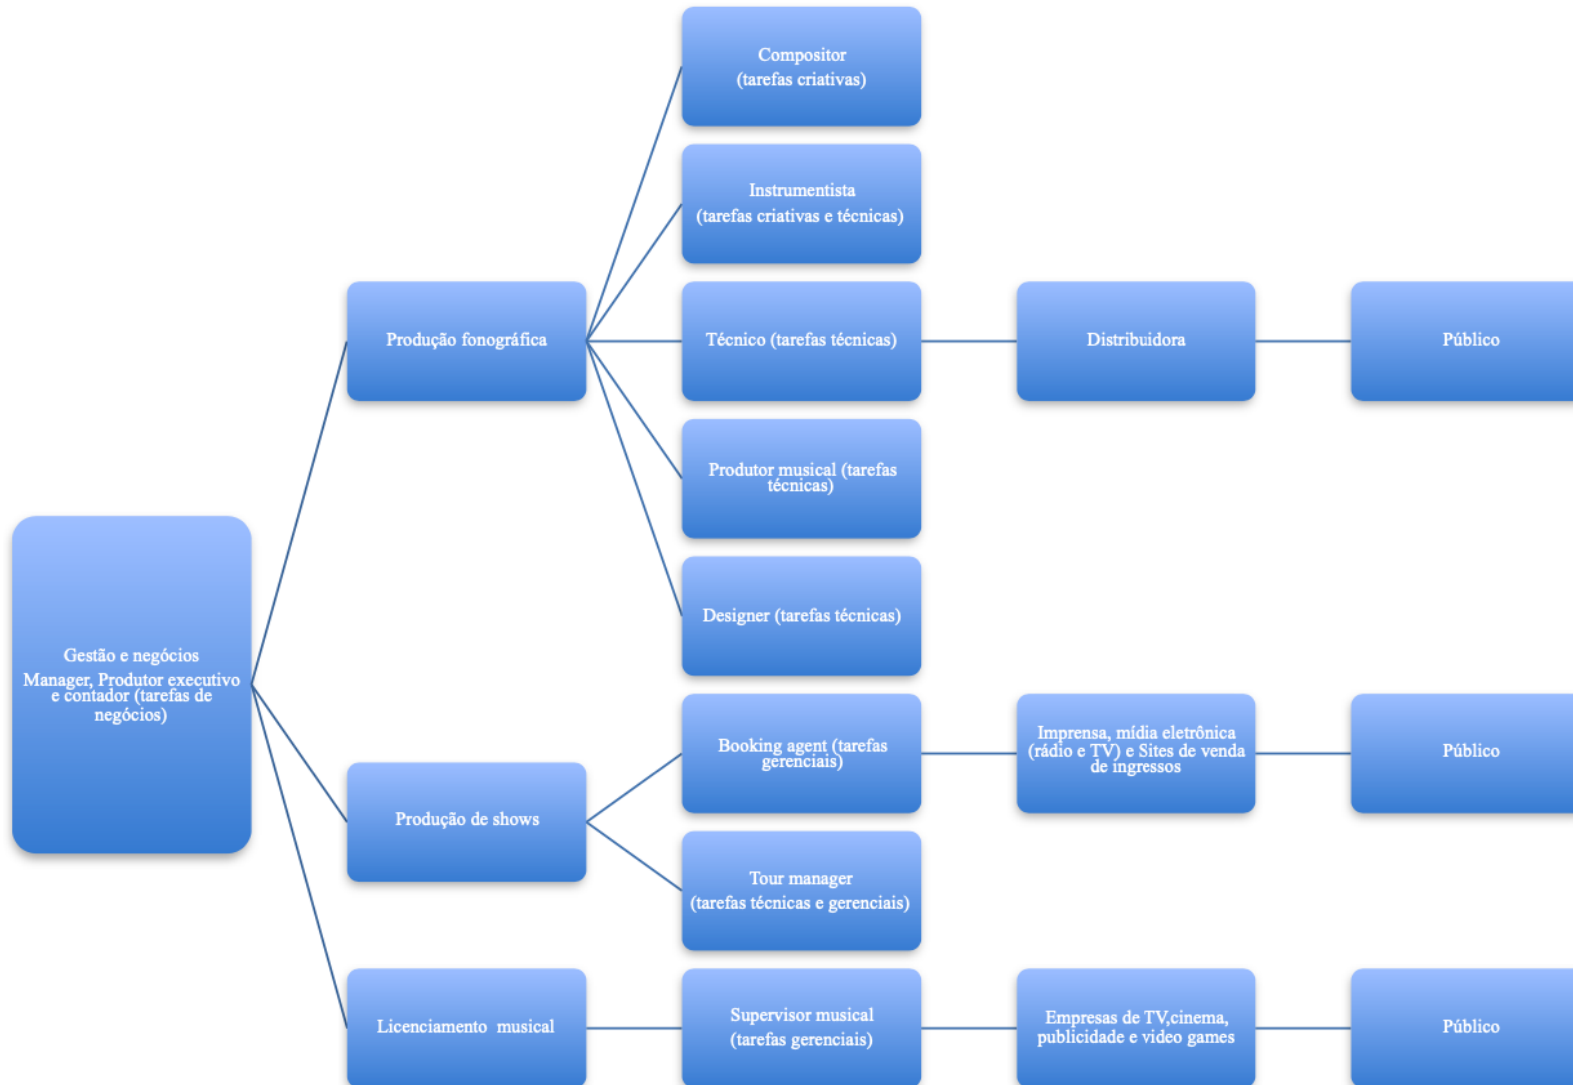 Compositor
(tarefas criativas)
Instrumentista
(tarefas criativas e técnicas)
Produção fonográfica
Técnico (tarefas técnicas)
Distribuidora
Público
Produtor musical (tarefas
técnicas)
Designer (tarefas técnicas)
Gestão e negócios
Manager, Produtor executivo
e contador (tarefas de
negócios)
Booking agent (tarefas
gerenciais)
Imprensa, mídia eletrônica
(rádio e TV) e Sites de venda
de ingressos
Público
Produção de shows
Tour manager
(tarefas técnicas e gerenciais)
Licenciamento musical
Supervisor musical
(tarefas gerenciais)
Empresas de TV,cinema,
publicidade e video games
Público